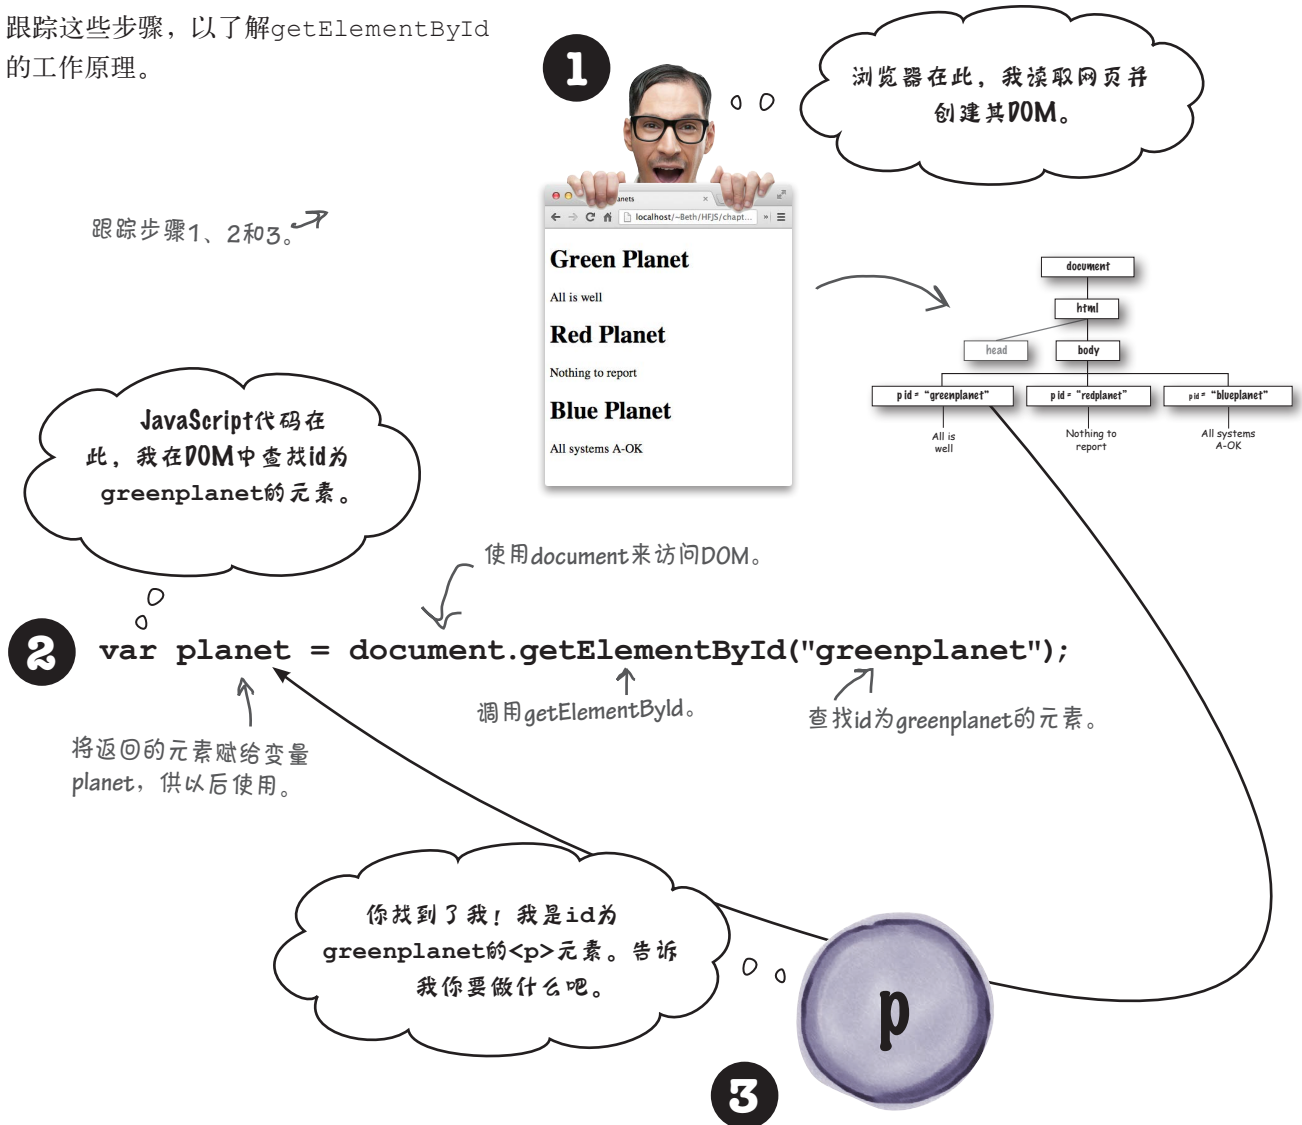 跟踪这些步骤，以了解getElementById
的工作原理。
1
浏览器在此，我读取网页并
创建其DOM。
跟踪步骤1、2和3。
anets
localhost/~Beth/HFJS/chapt...
Green Planet
All is well
Red Planet
Nothing to report
Blue Planet
All systems A-OK
document
html
head
body
p id = “greenplanet”
p id = "redplanet"
p id = "blueplanet"
All is
well
Nothing to
report
All systems
A-OK
JavaScript代码在
此，我在DOM中查找id为
greenplanet的元素。
使用document来访问DOM。
2
var planet = document.getElementById("greenplanet");
调用getElementById。
查找id为greenplanet的元素。
将返回的元素赋给变量
planet，供以后使用。
你找到了我！我是id为
greenplanet的<p>元素。告诉
我你要做什么吧。
p
3